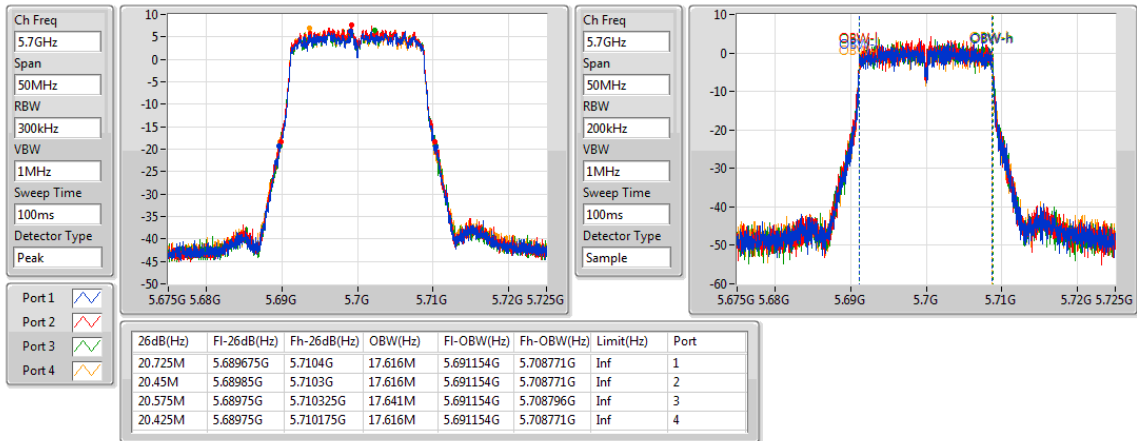 Ch Freq
5.7GHz
Span
50MHz
RBW
300kHz
VBW
1MHz
Sweep Time
100ms
Detector Type
Peak
10
5
0
-5
-10
-15
-20
-25
-30
-35
-40
-45
-50
5.675G 5.68G 5.69G 5.7G 5.71G 5.72G 5.725G
Ch Freq
5.7GHz
Span
50MHz
RBW
200kHz
VBW
1MHz
Sweep Time
100ms
Detector Type
Sample
10
0
-10
-20
-30
-40
-50
-60
OBW-h
5.675G 5.68G 5.69G 5.7G 5.71G 5.72G 5.725G
Port 1
Port 2
Port 3
Port 4
26dB(Hz) Fl-26dB(Hz) Fh-26dB(Hz) OBW(Hz) Fl-OBW(Hz) Fh-OBW(Hz) Limit(Hz) Port
20.725M 5.689675G 5.7104G 17.616M 5.691154G 5.708771G Inf 1
20.45M 5.68985G 5.7103G 17.616M 5.691154G 5.708771G Inf 2
20.575M 5.68975G 5.710325G 17.641M 5.691154G 5.708796G Inf 3
20.425M 5.68975G 5.710175G 17.616M 5.691154G 5.708771G Inf 4